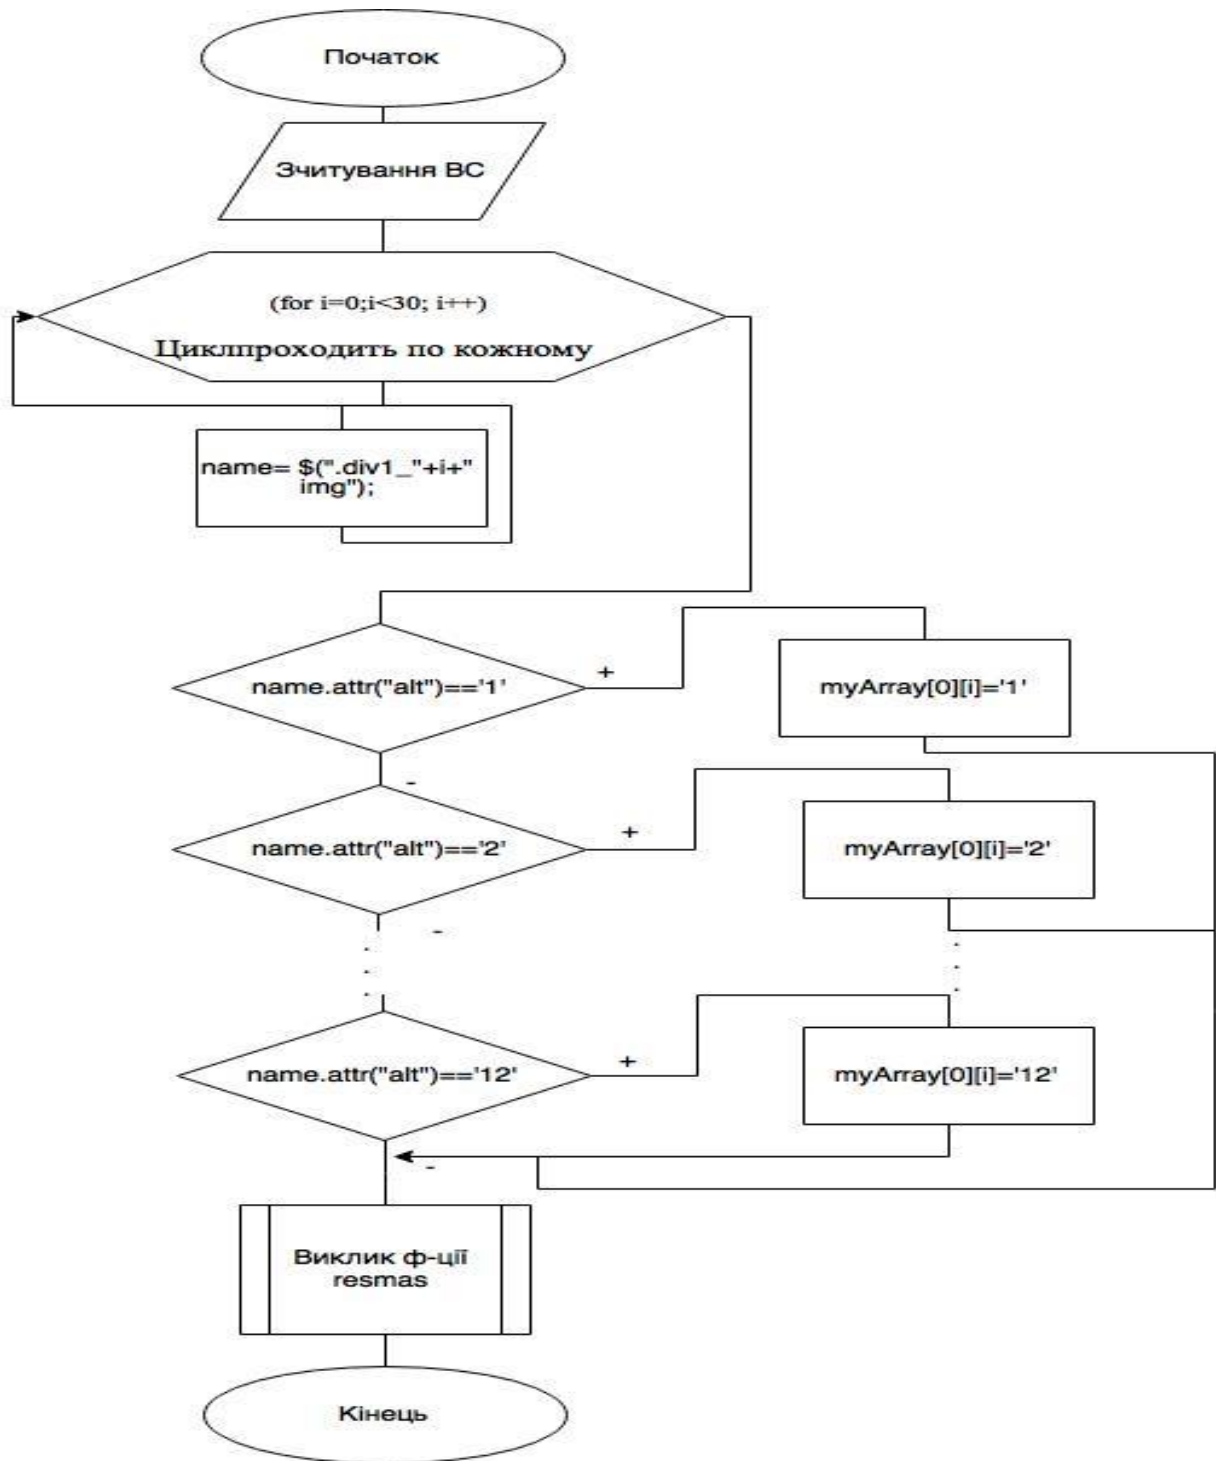 Початок
Зчитування ВС
(for i=0;i<30; i++)
Циклпроходить по кожному
name= $(".div1_"+i+"
img");
name.attr("alt")=='1'
+
myArray[0][i]='1'
-
name.attr("alt")=='2'
+
myArray[0][i]='2'
-
name.attr("alt")=='12'
+
myArray[0][i]='12'
-
Виклик ф-ції
resmas
Кінець